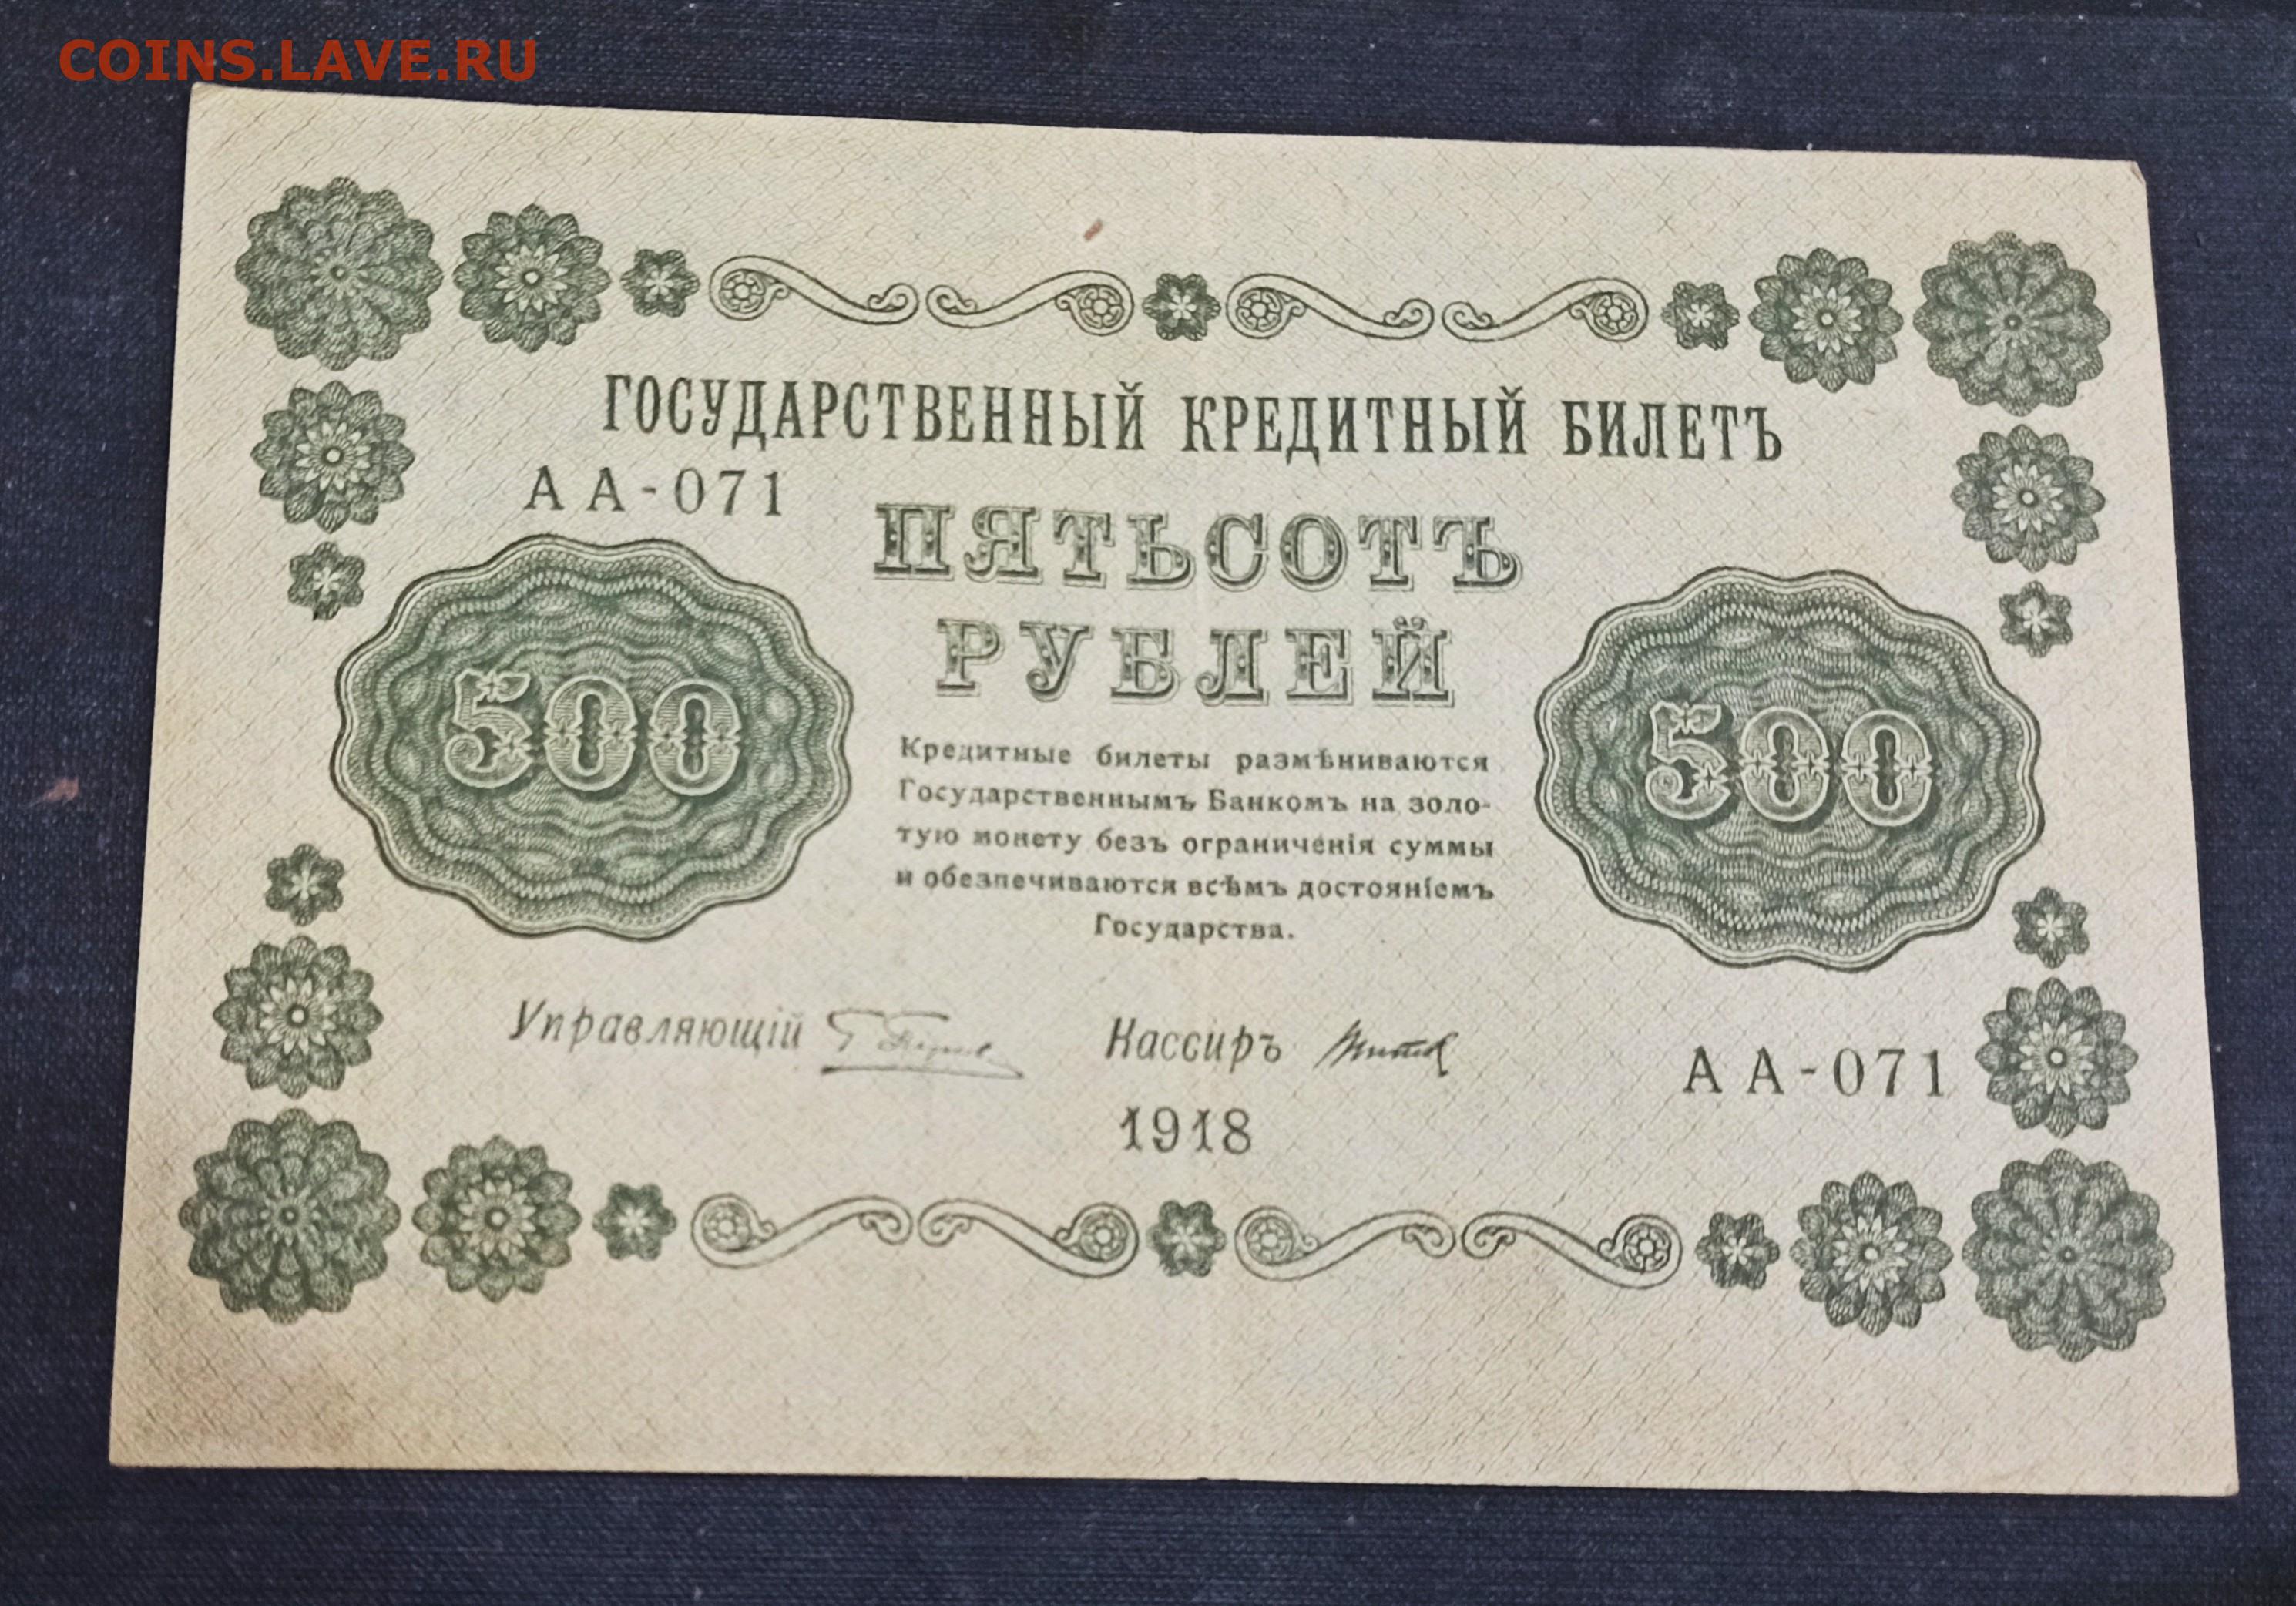 COINS.LAVE.RU
ГОСУДАРСТВЕННЫЙ КРЕДИТНЫЙ БИЛЕТЪ
АА-071
ПЯТЬСОТЪ
РУБЛЕЙ
500
500
Кредитные билеты размѣниваются
Государственнымъ Банкомъ на золо-
тую монету безъ ограниченія суммы
и обезпечиваются всѣмъ достояніемъ
Государства.
Управляющій
Кассиръ
1918
АА-071